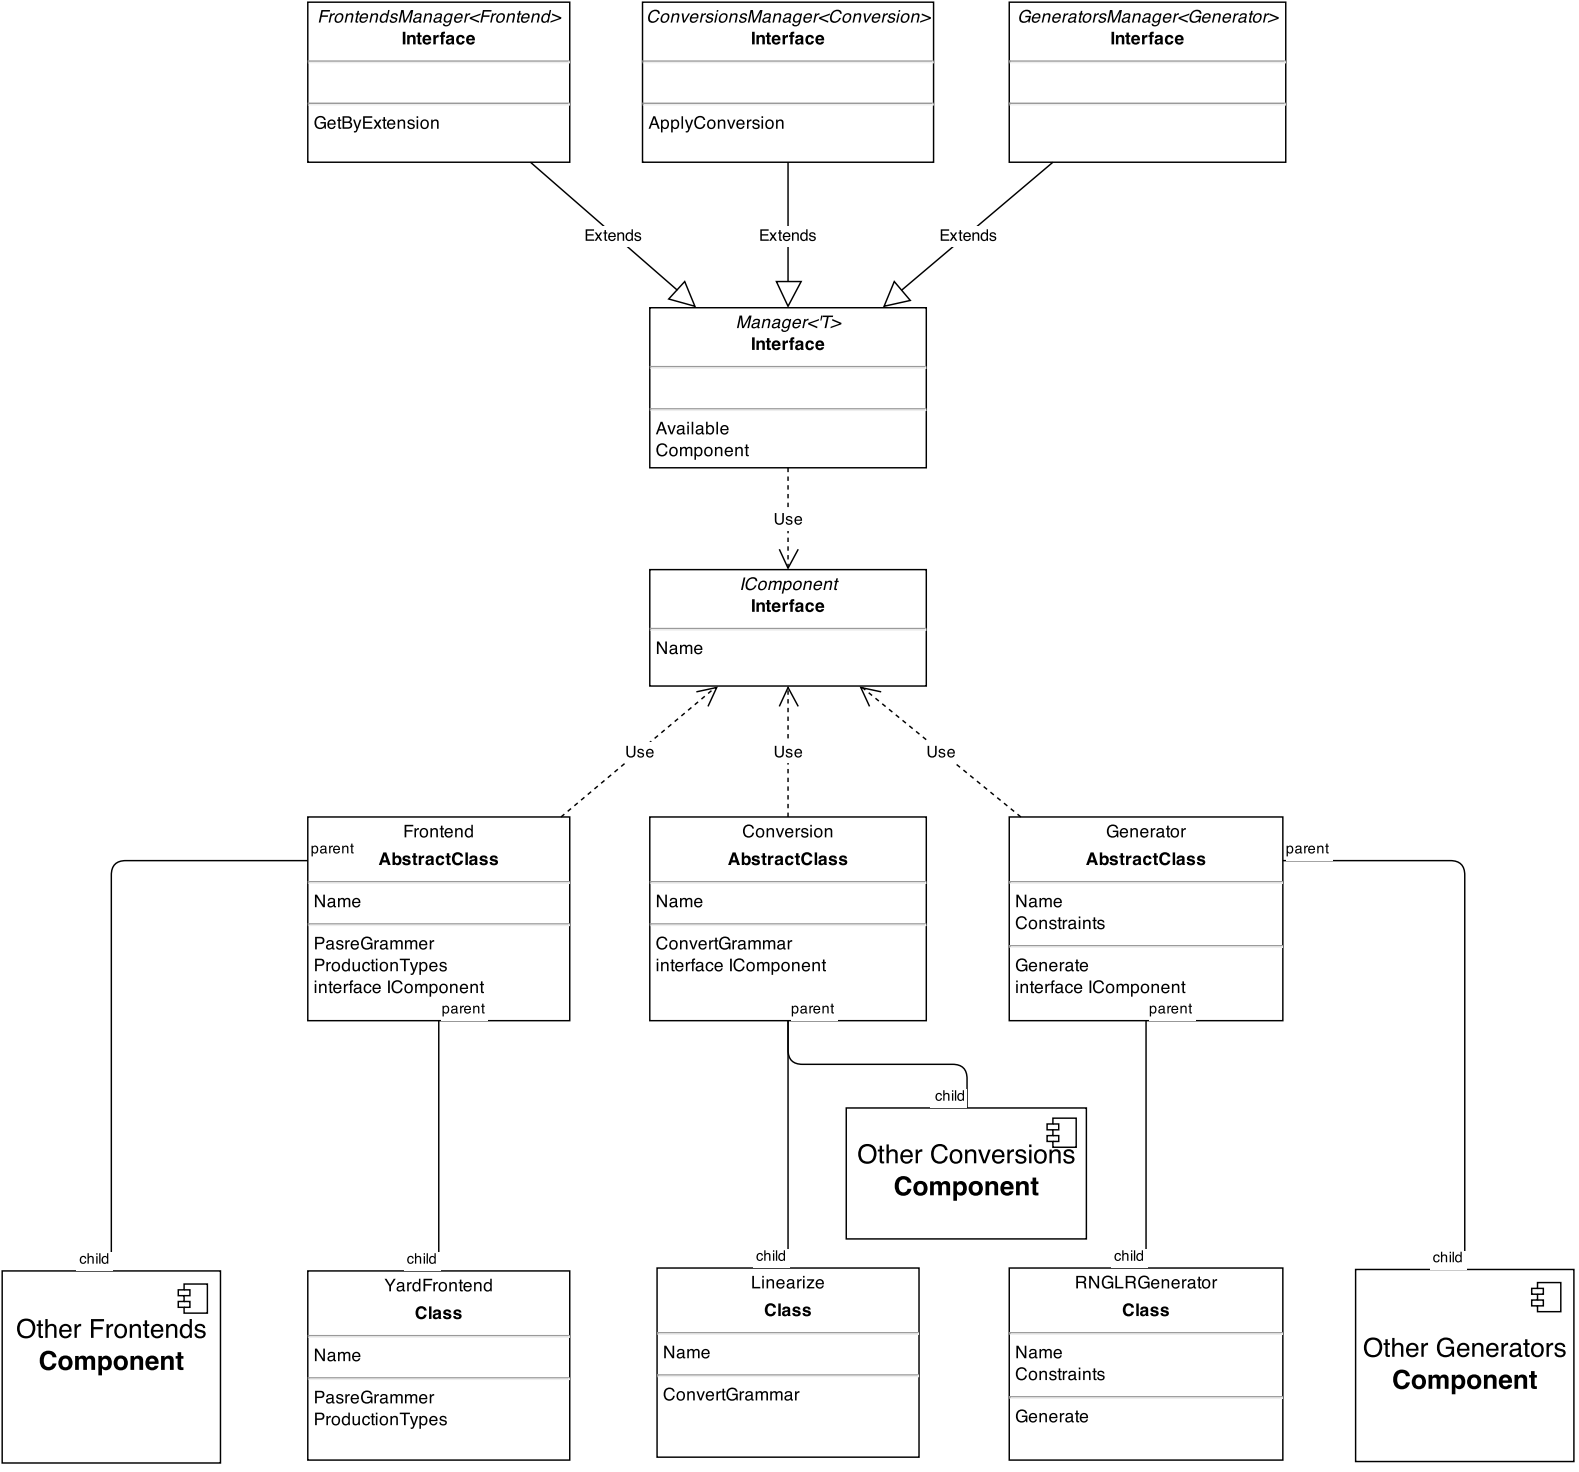 FrontendsManager<Frontend>
Interface
GetByExtension
ConversionsManager<Conversion>
Interface
ApplyConversion
GeneratorsManager<Generator>
Interface
Extends
Extends
Extends
Manager<'T>
Interface
Available
Component
Use
IComponent
Interface
Name
Use
Use
Use
Frontend
parent
AbstractClass
Name
PasreGrammer
ProductionTypes
interface IComponent
parent
Conversion
AbstractClass
Name
ConvertGrammar
interface IComponent
parent
Generator
AbstractClass
parent
Name
Constraints
Generate
interface IComponent
parent
child
Other Conversions
Component
child
Other Frontends
Component
child
YardFrontend
Class
Name
PasreGrammer
ProductionTypes
child
Linearize
Class
Name
ConvertGrammar
child
RNGLRGenerator
Class
Name
Constraints
Generate
child
Other Generators
Component